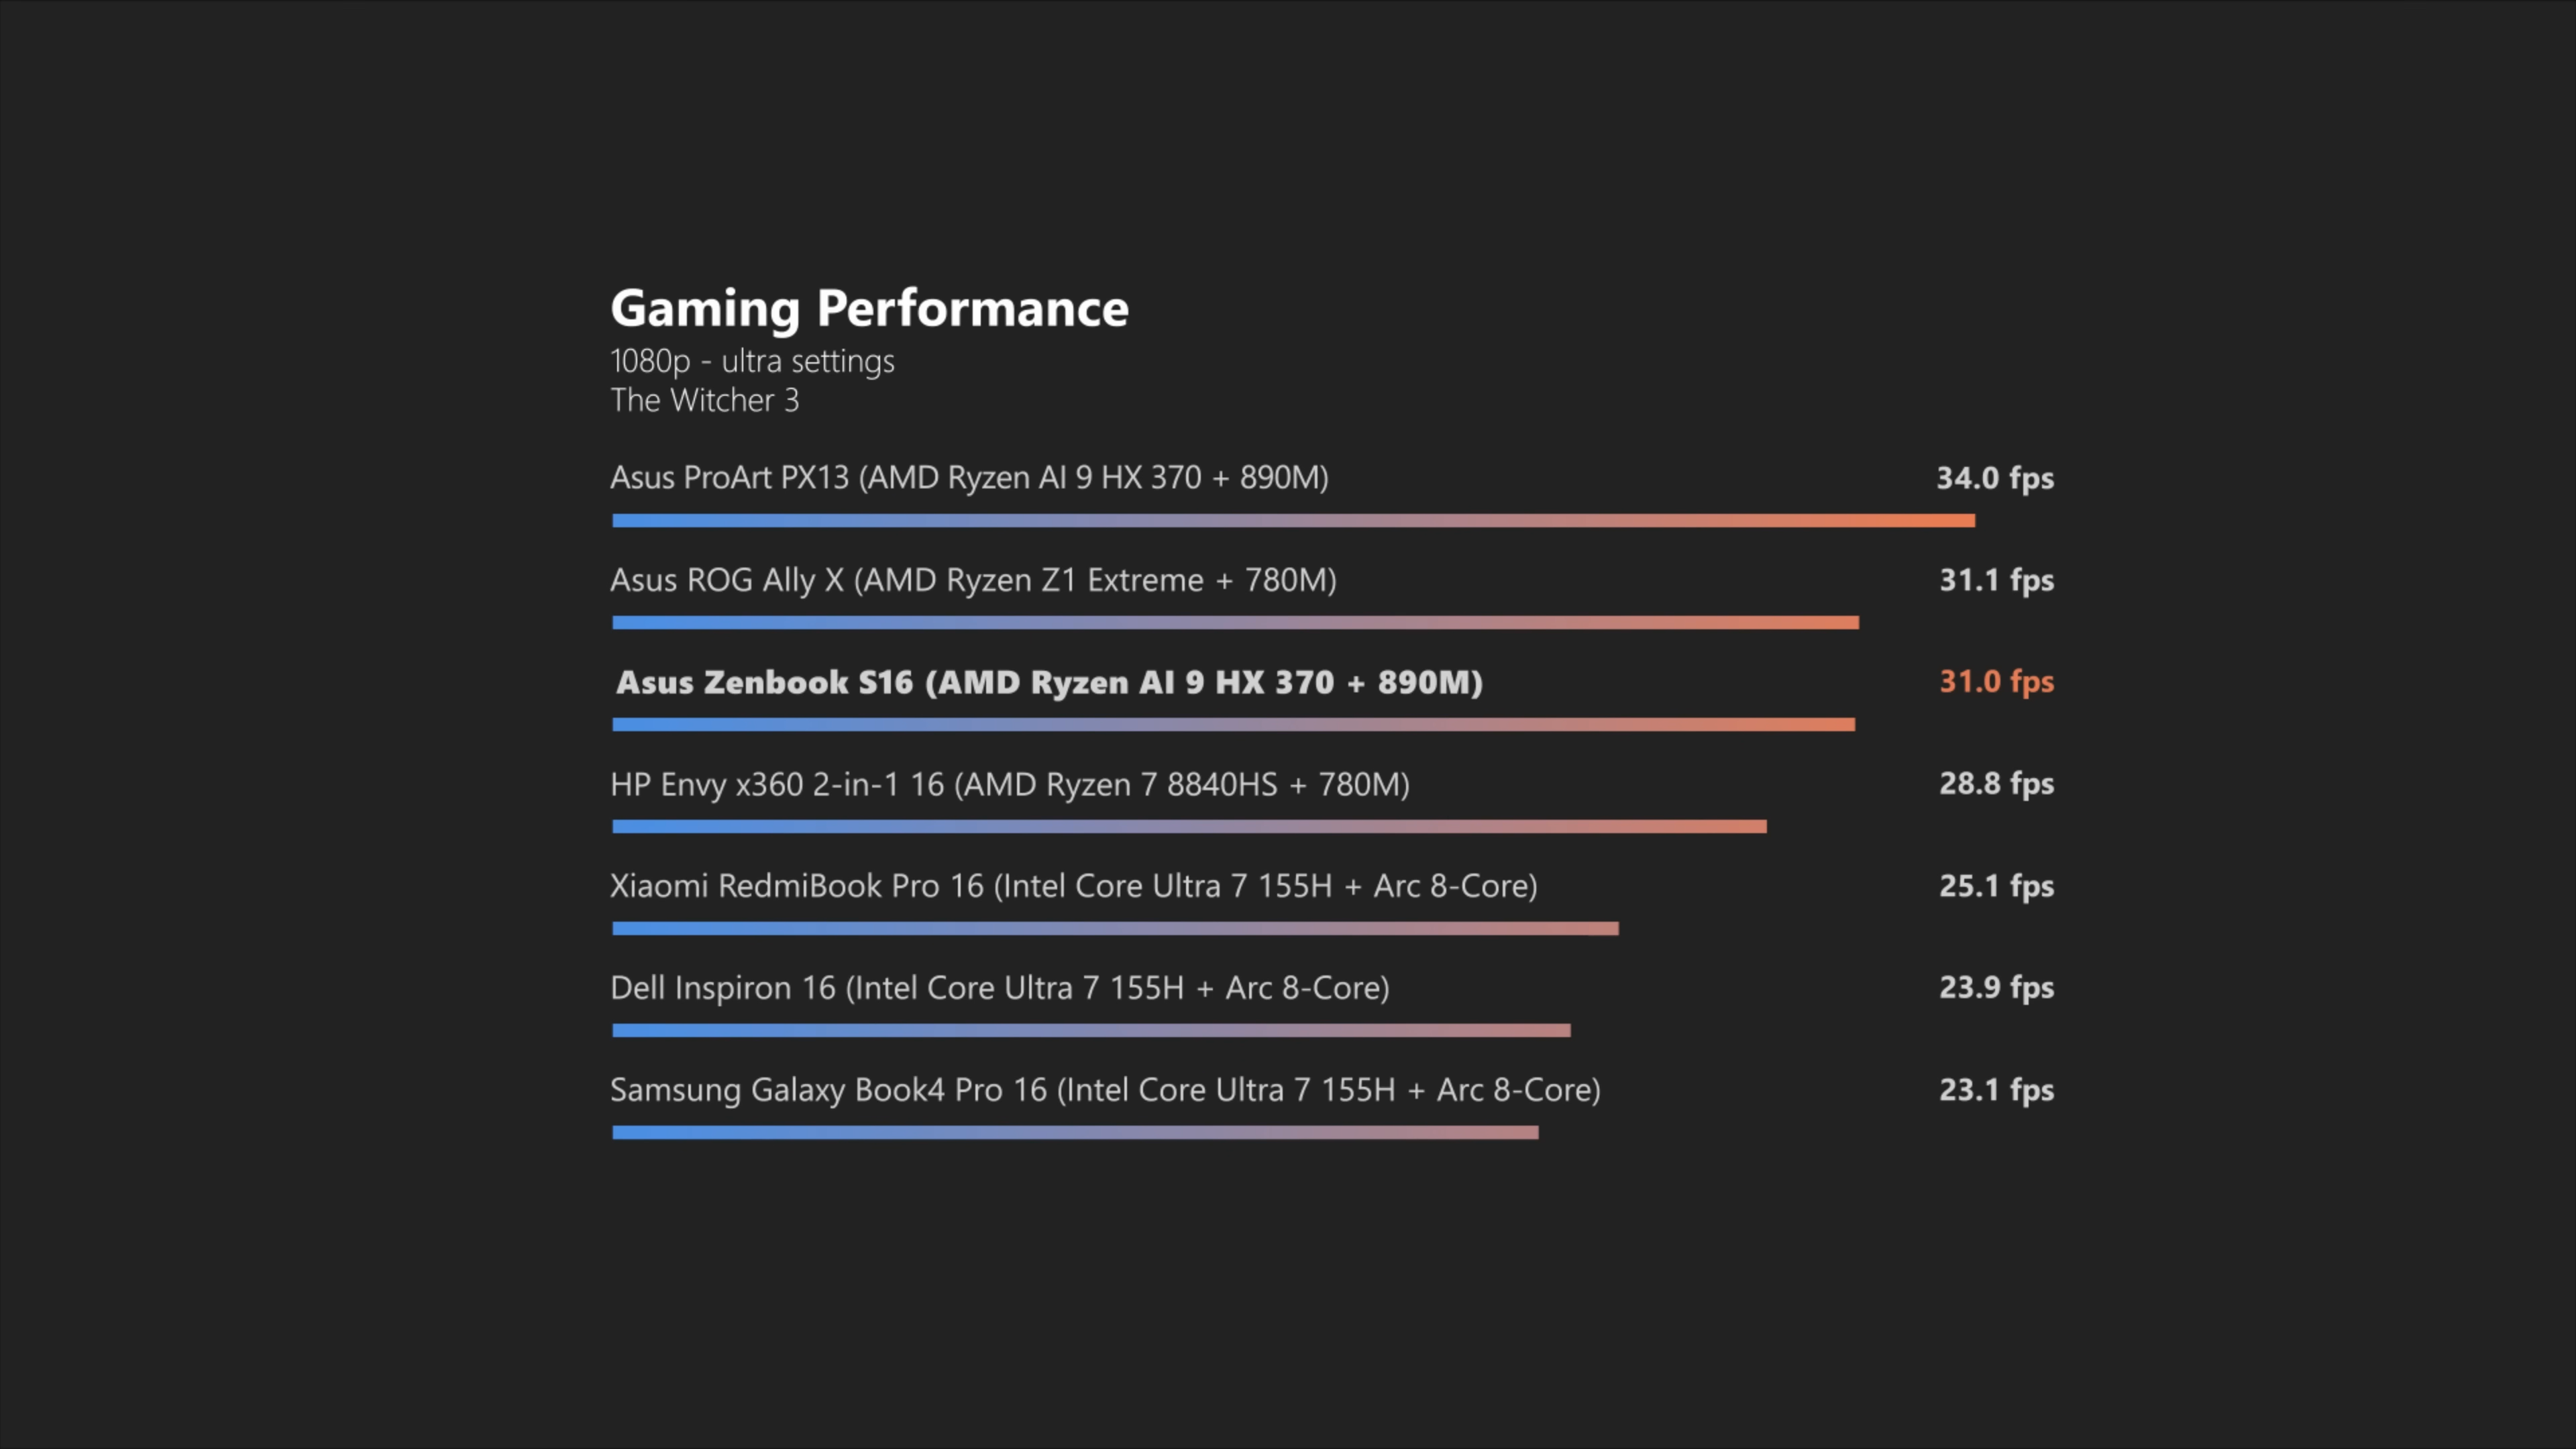 Gaming Performance
1080p - ultra settings
The Witcher 3
Asus ProArt PX13 (AMD Ryzen AI 9 HX 370 + 890M) 34.0 fps
Asus ROG Ally X (AMD Ryzen Z1 Extreme + 780M) 31.1 fps
Asus Zenbook S16 (AMD Ryzen AI 9 HX 370 + 890M) 31.0 fps
HP Envy x360 2-in-1 16 (AMD Ryzen 7 8840HS + 780M) 28.8 fps
Xiaomi RedmiBook Pro 16 (Intel Core Ultra 7 155H + Arc 8-Core) 25.1 fps
Dell Inspiron 16 (Intel Core Ultra 7 155H + Arc 8-Core) 23.9 fps
Samsung Galaxy Book4 Pro 16 (Intel Core Ultra 7 155H + Arc 8-Core) 23.1 fps